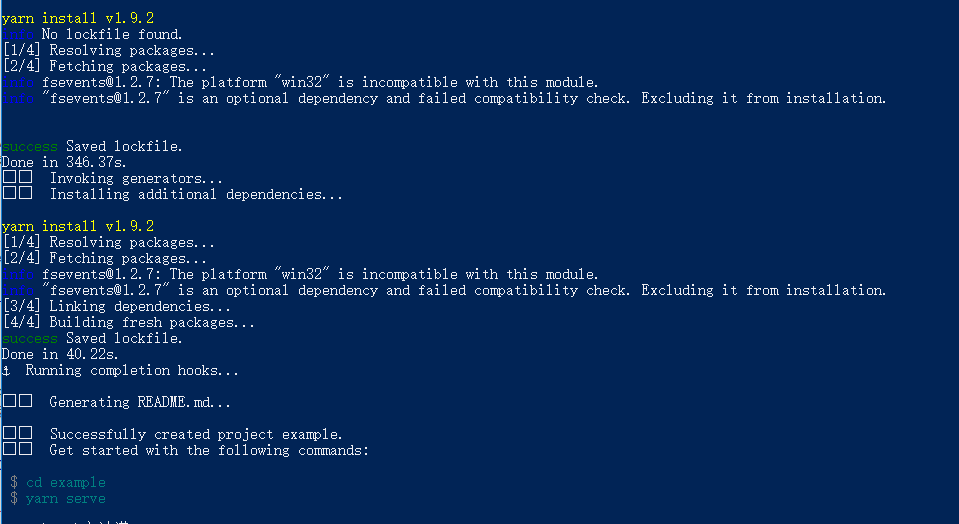 yarn install v1.9.2
info No lockfile found.
[1/4] Resolving packages...
[2/4] Fetching packages...
info fsevents@1.2.7: The platform "win32" is incompatible with this module.
info "fsevents@1.2.7" is an optional dependency and failed compatibility check. Excluding it from installation.
success Saved lockfile.
Done in 346.37s.
□□ Invoking generators...
□□ Installing additional dependencies...
yarn install v1.9.2
[1/4] Resolving packages...
[2/4] Fetching packages...
info fsevents@1.2.7: The platform "win32" is incompatible with this module.
info "fsevents@1.2.7" is an optional dependency and failed compatibility check. Excluding it from installation.
[3/4] Linking dependencies...
[4/4] Building fresh packages...
success Saved lockfile.
Done in 40.22s.
⚓ Running completion hooks...
□□ Generating README.md...
□□ Successfully created project example.
□□ Get started with the following commands:
$ cd example
$ yarn serve